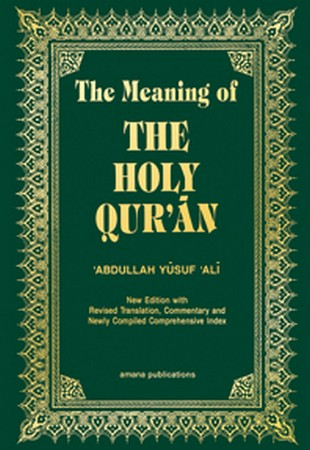 The Meaning of
THE
HOLY
QUR'ĀN
'ABDULLAH YŪSUF 'ALĪ
New Edition with
Revised Translation, Commentary and
Newly Compiled Comprehensive Index
amana publications